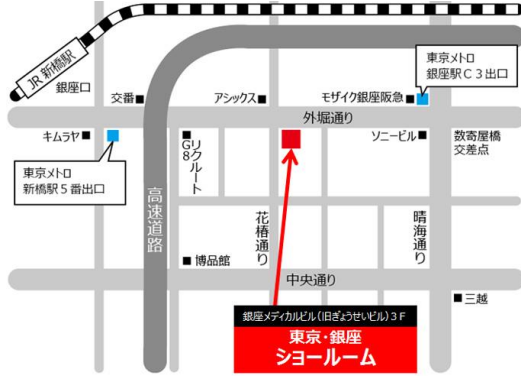 JR 新橋駅
銀座口
交番
アシックス
モザイク銀座阪急
東京メトロ
銀座駅C3出口
外堀通り
キムラヤ
リクルート
G8
ソニービル
数寄屋橋
交差点
東京メトロ
新橋駅5番出口
高速道路
花椿通り
晴海通り
博品館
中央通り
三越
銀座メディカルビル(旧ぎょうせいビル)3F
東京・銀座
ショールーム